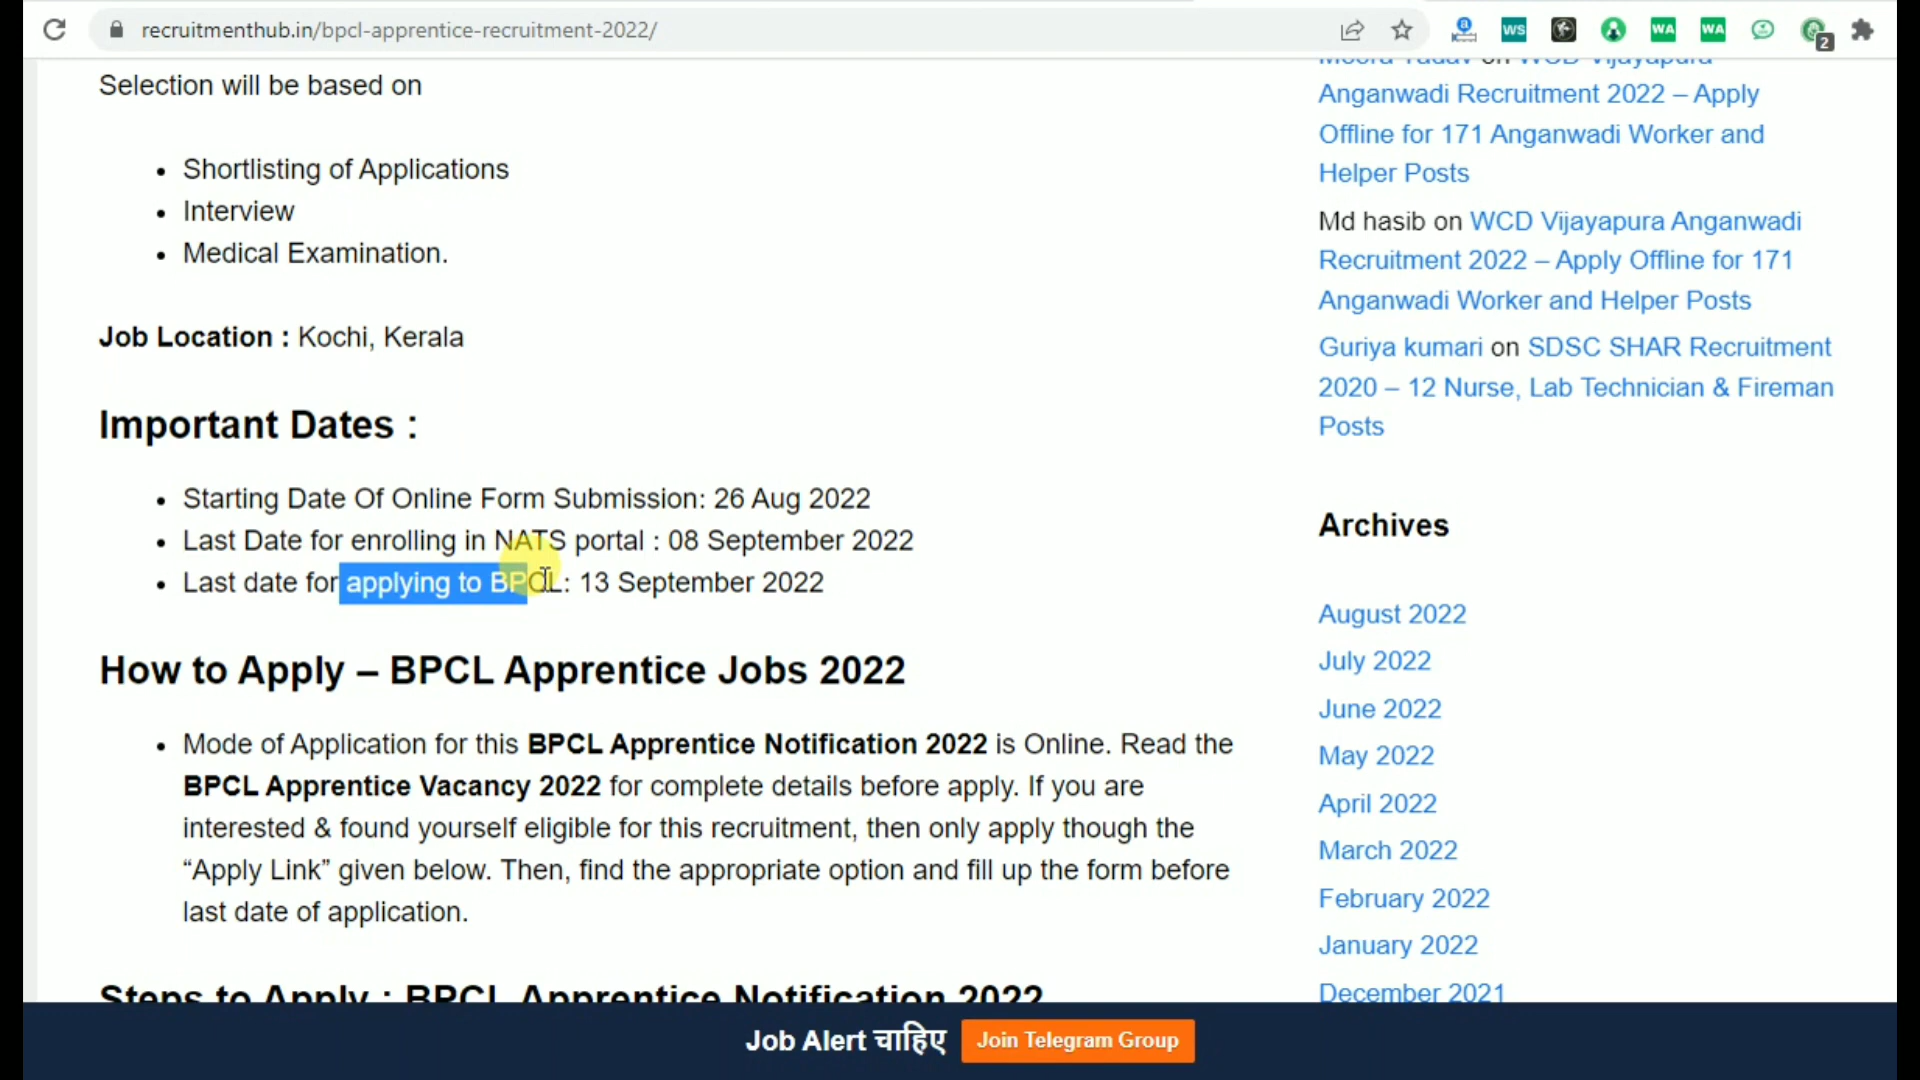 recruitmenthub.in/bpcl-apprentice-recruitment-2022/
WS
WA
WA
2
Selection will be based on
Shortlisting of Applications
Interview
Medical Examination.
Job Location : Kochi, Kerala
Important Dates :
Starting Date Of Online Form Submission: 26 Aug 2022
Last Date for enrolling in NATS portal : 08 September 2022
Last date for applying to BPCL: 13 September 2022
How to Apply – BPCL Apprentice Jobs 2022
Mode of Application for this BPCL Apprentice Notification 2022 is Online. Read the
BPCL Apprentice Vacancy 2022 for complete details before apply. If you are
interested & found yourself eligible for this recruitment, then only apply though the
“Apply Link” given below. Then, find the appropriate option and fill up the form before
last date of application.
Steps to Apply : BPCL Apprentice Notification 2022
on WCD Vijayapura
Anganwadi Recruitment 2022 – Apply
Offline for 171 Anganwadi Worker and
Helper Posts
Md hasib on WCD Vijayapura Anganwadi
Recruitment 2022 – Apply Offline for 171
Anganwadi Worker and Helper Posts
Guriya kumari on SDSC SHAR Recruitment
2020 – 12 Nurse, Lab Technician & Fireman
Posts
Archives
August 2022
July 2022
June 2022
May 2022
April 2022
March 2022
February 2022
January 2022
December 2021
Job Alert चाहिए Join Telegram Group